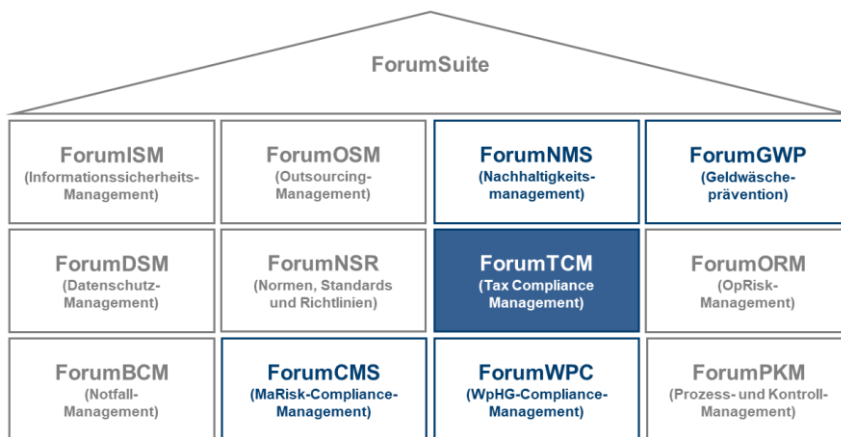 ForumSuite
ForumISM
(Informationssicherheits-
Management)
ForumOSM
(Outsourcing-
Management)
ForumNMS
(Nachhaltigkeits-
management)
ForumGWP
(Geldwäsche-
prävention)
ForumDSM
(Datenschutz-
Management)
ForumNSR
(Normen, Standards
und Richtlinien)
ForumTCM
(Tax Compliance
Management)
ForumORM
(OpRisk-
Management)
ForumBCM
(Notfall-
Management)
ForumCMS
(MaRisk-Compliance-
Management)
ForumWPC
(WpHG-Compliance-
Management)
ForumPKM
(Prozess- und Kontroll-
Management)